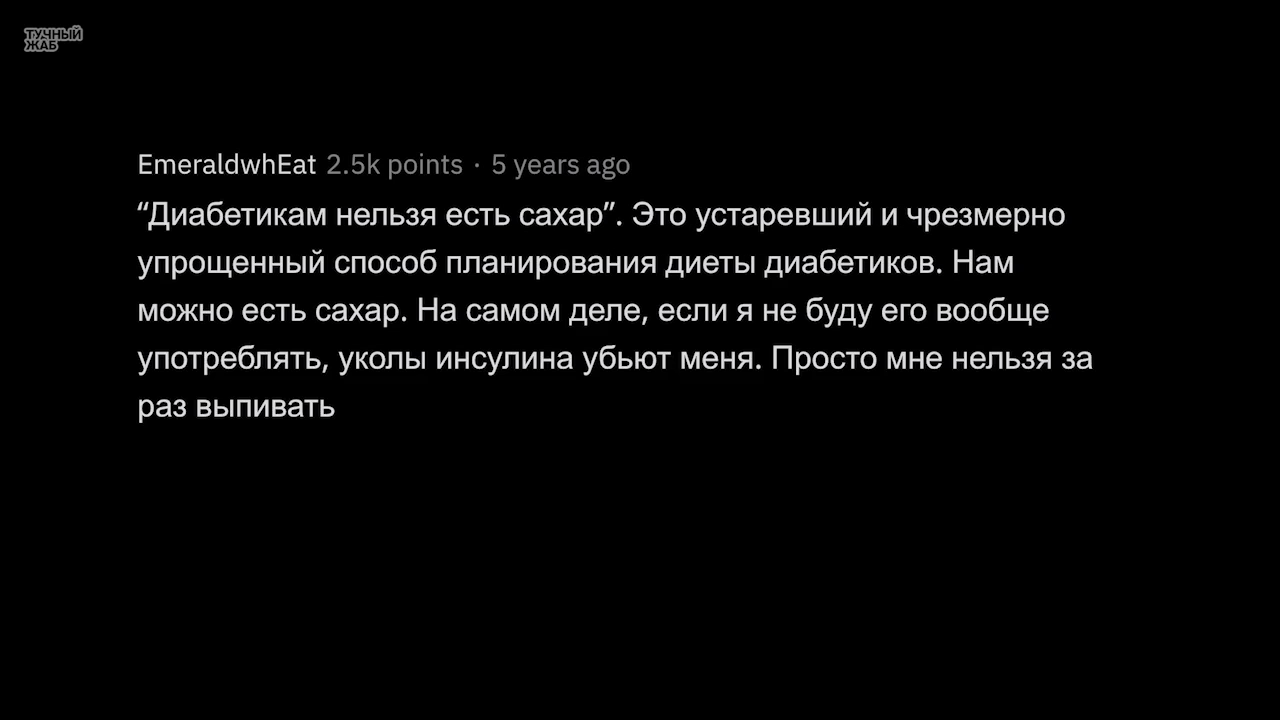 ТУЧНЫЙ
ЖАБ
EmeraldwhEat 2.5k points · 5 years ago
“Диабетикам нельзя есть сахар”. Это устаревший и чрезмерно
упрощенный способ планирования диеты диабетиков. Нам
можно есть сахар. На самом деле, если я не буду его вообще
употреблять, уколы инсулина убьют меня. Просто мне нельзя за
раз выпивать